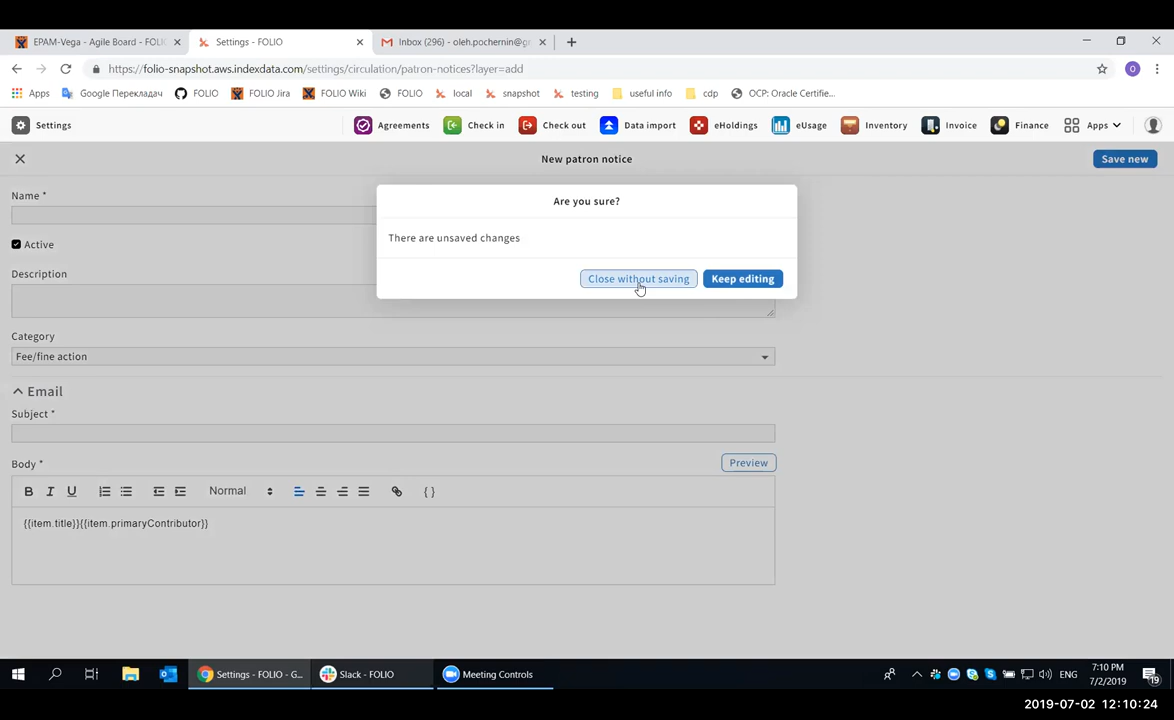 EPAM-Vega - Agile Board - FOLI
Settings - FOLIO
Inbox (296) - oleh.pochernin@g
https://folio-snapshot.aws.indexdata.com/settings/circulation/patron-notices?layer=add
O
Apps
Google Перекладач
FOLIO
FOLIO Jira
FOLIO Wiki
FOLIO
local
snapshot
testing
useful info
cdp
OCP: Oracle Certifie...
Settings
Agreements
Check in
Check out
Data import
eHoldings
eUsage
Inventory
Invoice
Finance
Apps
New patron notice
Save new
Name *
Active
Description
Category
Fee/fine action
Are you sure?
There are unsaved changes
Close without saving
Keep editing
Email
Subject *
Body *
Preview
B I U
Normal
{ }
{{item.title}}{{item.primaryContributor}}
Settings - FOLIO - G...
Slack - FOLIO
Meeting Controls
ENG
7:10 PM
7/2/2019
19
2019-07-02 12:10:24